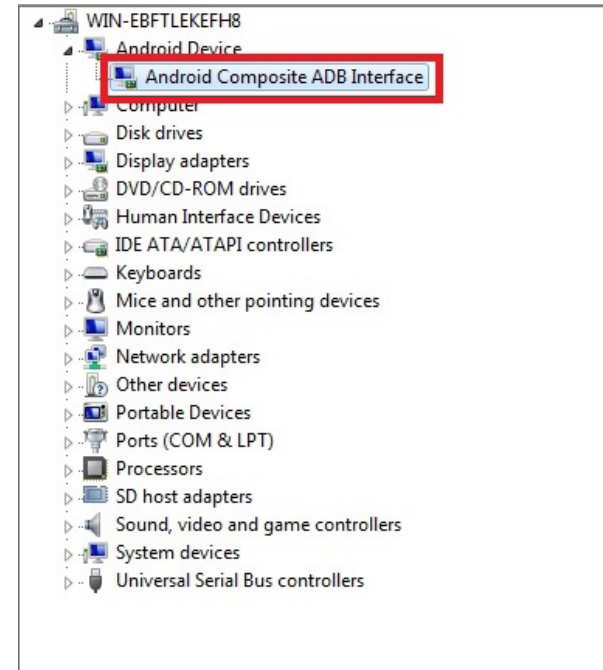 WIN-EBFTLEKEFH8
Android Device
Android Composite ADB Interface
Computer
Disk drives
Display adapters
DVD/CD-ROM drives
Human Interface Devices
IDE ATA/ATAPI controllers
Keyboards
Mice and other pointing devices
Monitors
Network adapters
Other devices
Portable Devices
Ports (COM & LPT)
Processors
SD host adapters
Sound, video and game controllers
System devices
Universal Serial Bus controllers